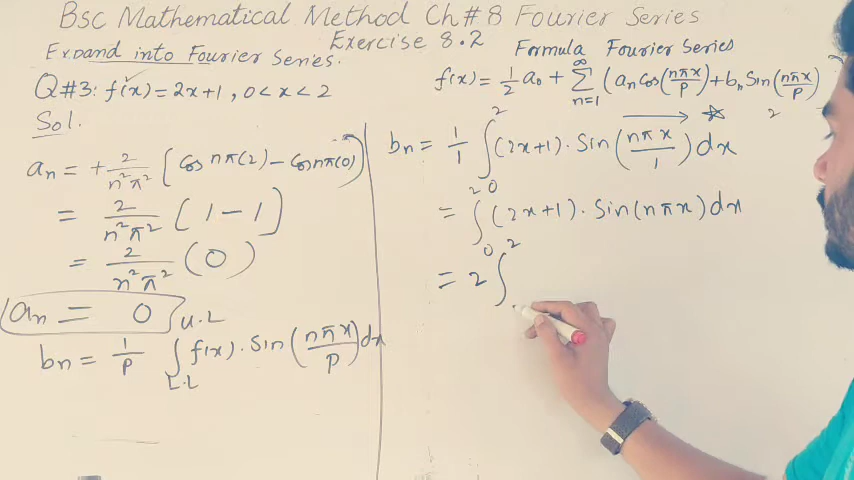 Bsc Mathematical Method Ch#8 Fourier Series
Exercise 8.2
Expand into Fourier Series.
Q#3: f(x) = 2x+1 , 0<x<2
Sol.
aₙ = + 2/n²π² [Cos nπ(2) − Cos nπ(0)]
= 2/n²π² [1−1]
= 2/n²π² (0)
aₙ = 0
bₙ = 1/P ∫_{L.L}^{U.L} f(x)·Sin(nπx/P)dx
Formula Fourier Series
f(x) = 1/2 a₀ + ∑_{n=1}^{∞} (aₙ Cos(nπx/P) + bₙ Sin(nπx/P)
bₙ = 1/1 ∫₀² (2x+1)·Sin(nπx/1)dx
= ∫₀² (2x+1)·Sin(nπx)dx
= 2∫²